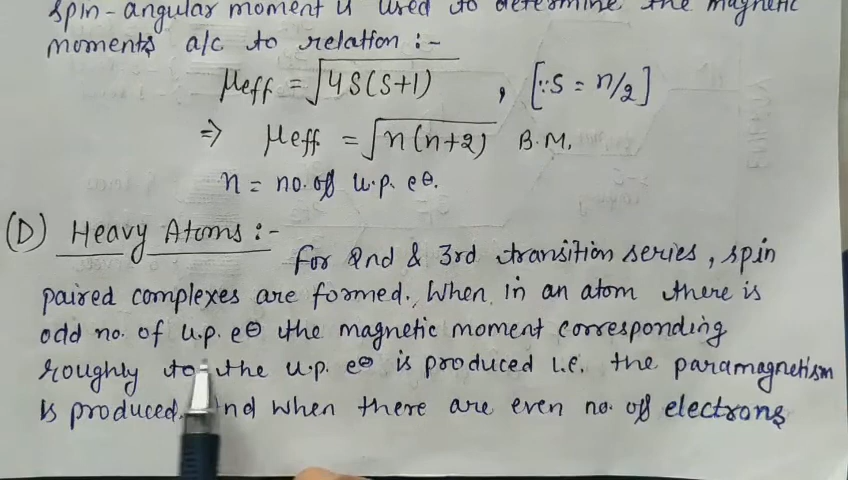 spin-angular moment is used to determine the magnetic
moments a/c to relation :-
μeff = √4S(S+1) , [∵S = n/2]
⇒ μeff = √n(n+2) B.M.
n = no. of u.p. e⊖.
(D) Heavy Atoms :-
For 2nd & 3rd transition series, spin
paired complexes are formed. When in an atom there is
odd no. of u.p. e⊖ the magnetic moment corresponding
roughly to the u.p. e⊖ is produced i.e. the paramagnetism
is produced. And when there are even no. of electrons